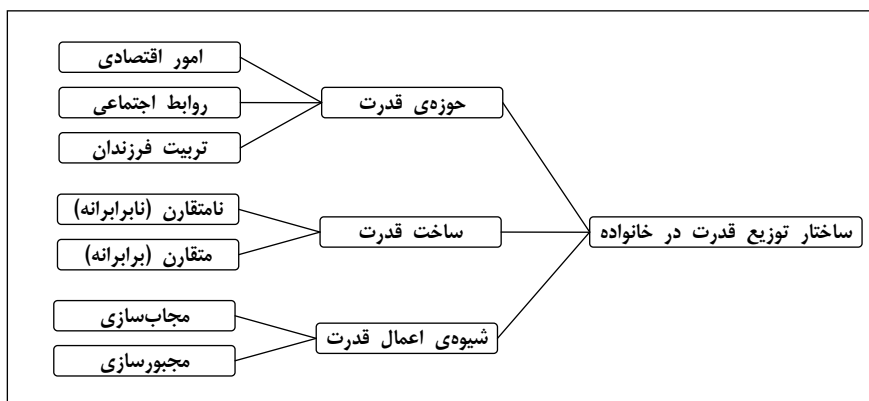 ساختار توزیع قدرت در خانواده
حوزه‌ی قدرت
امور اقتصادی
روابط اجتماعی
تربیت فرزندان
ساخت قدرت
نامتقارن (نابرابرانه)
متقارن (برابرانه)
شیوه‌ی اعمال قدرت
مجاب‌سازی
مجبورسازی